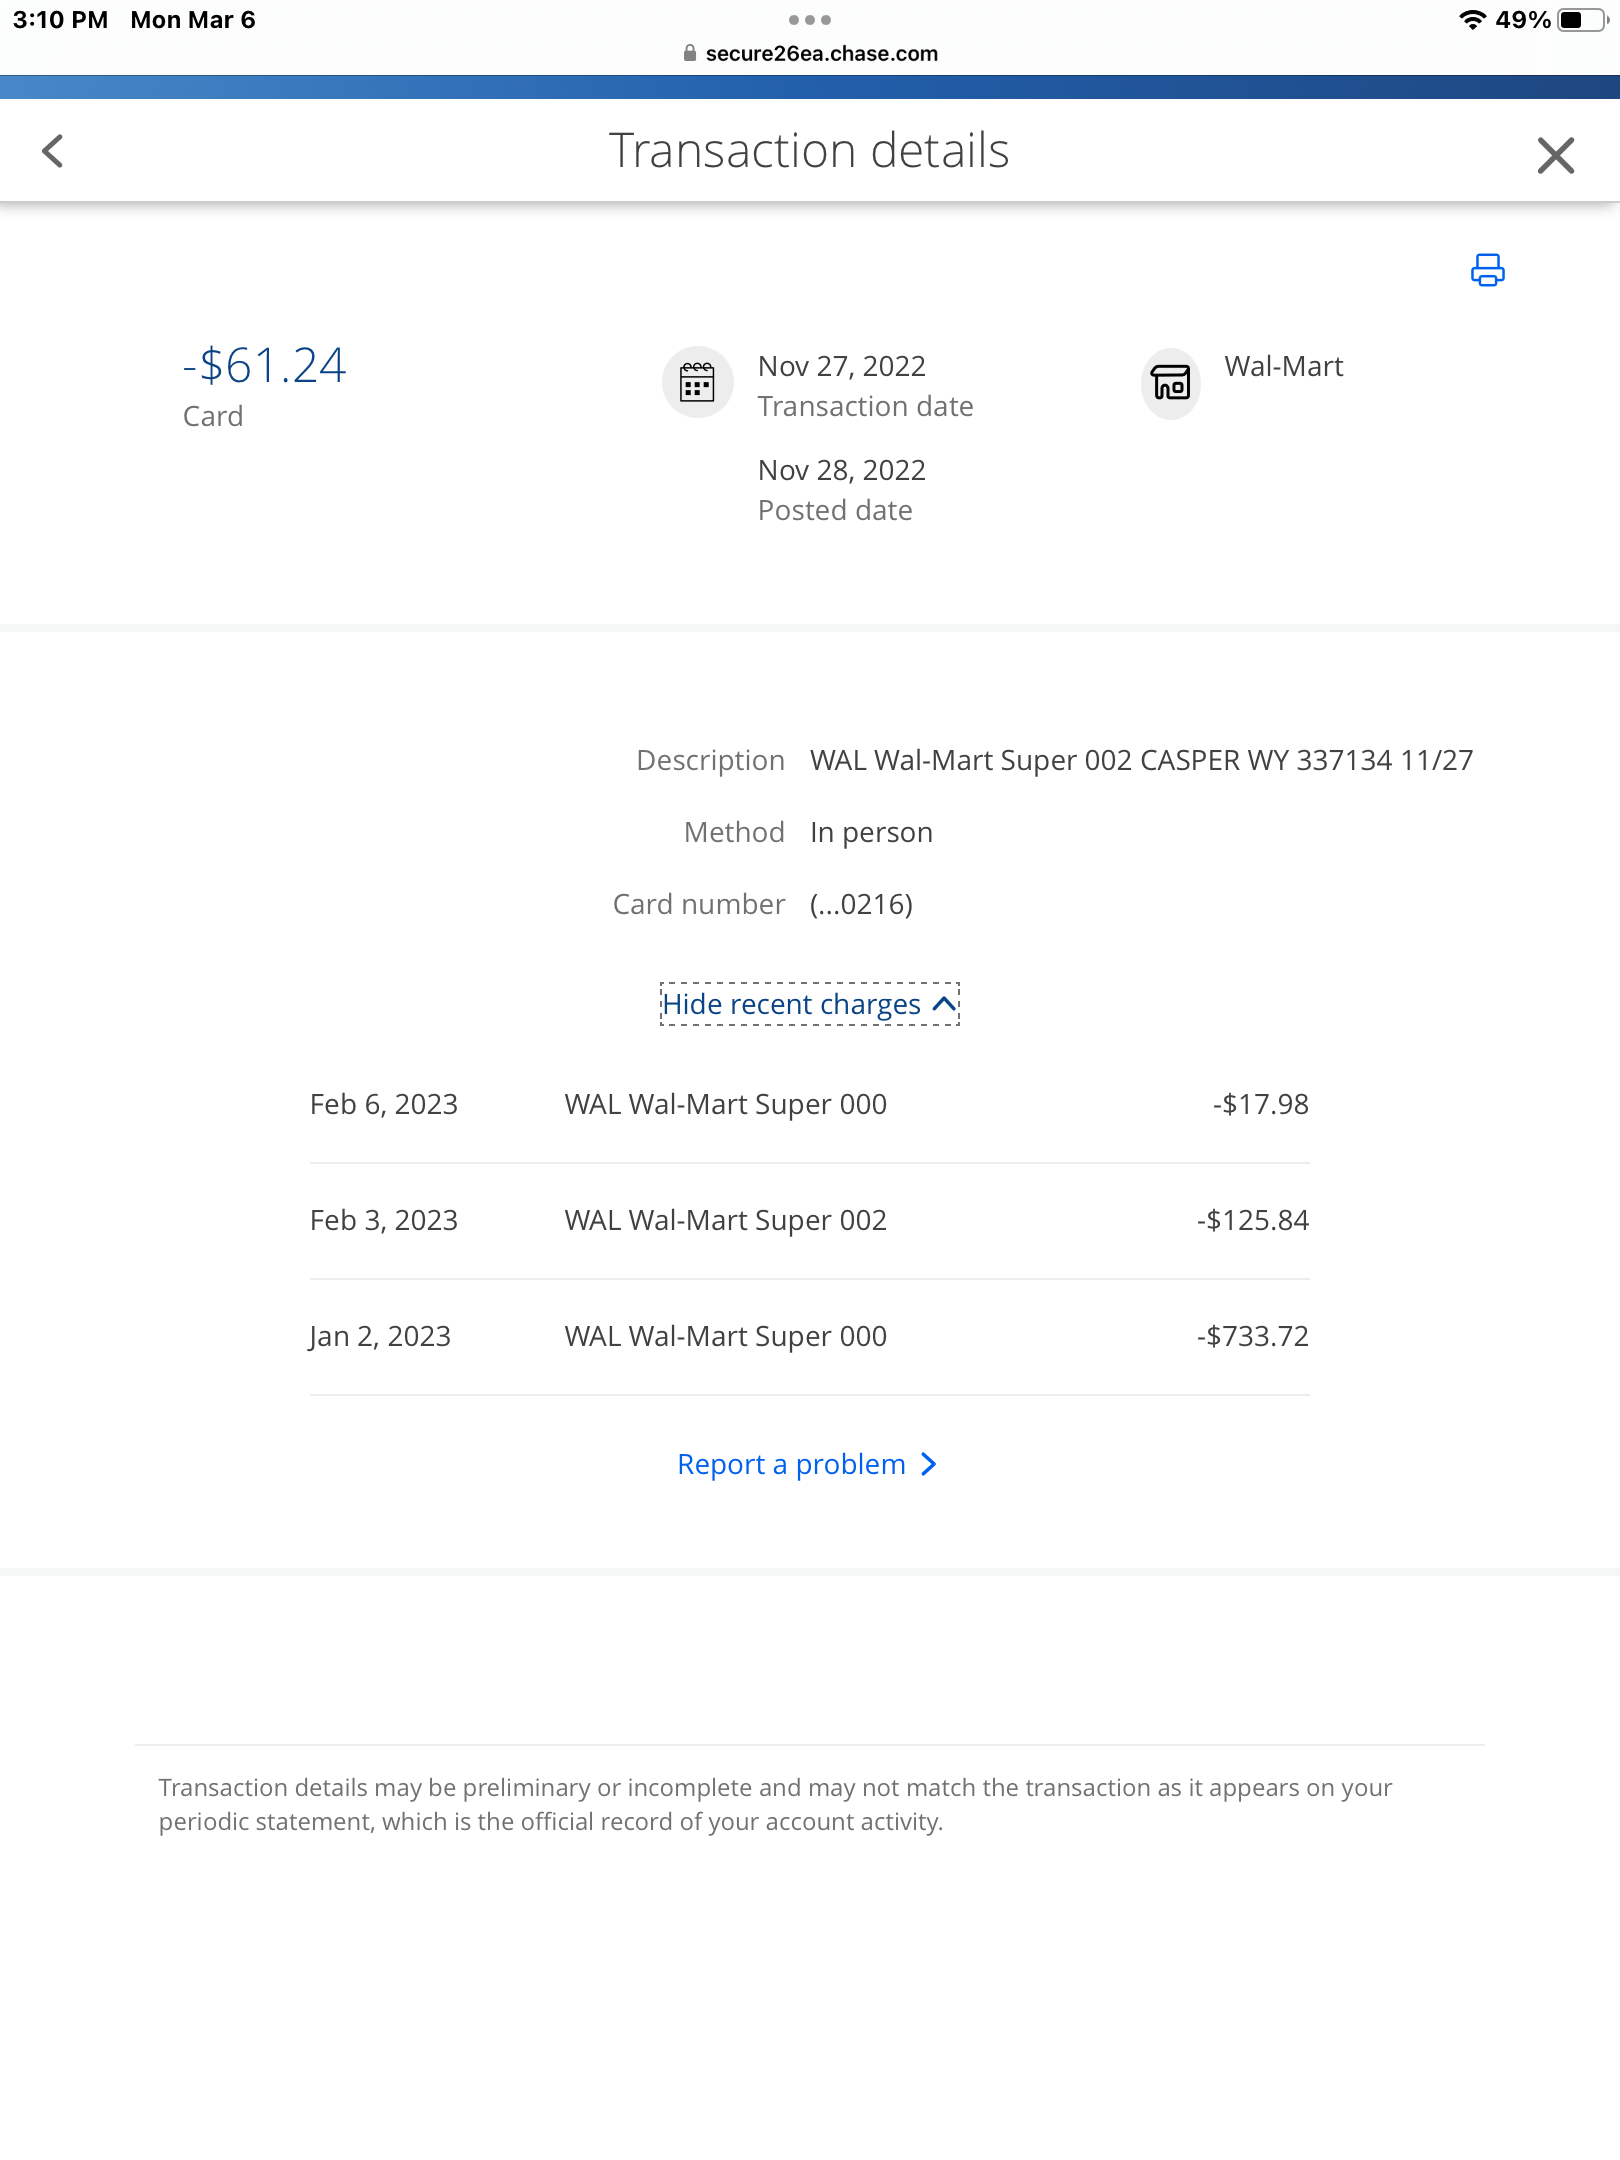 3:10 PM Mon Mar 6
49%
secure26ea.chase.com
Transaction details
-$61.24
Card
Nov 27, 2022
Transaction date
Nov 28, 2022
Posted date
Wal-Mart
Description WAL Wal-Mart Super 002 CASPER WY 337134 11/27
Method In person
Card number (...0216)
Hide recent charges
Feb 6, 2023 WAL Wal-Mart Super 000 -$17.98
Feb 3, 2023 WAL Wal-Mart Super 002 -$125.84
Jan 2, 2023 WAL Wal-Mart Super 000 -$733.72
Report a problem
Transaction details may be preliminary or incomplete and may not match the transaction as it appears on your
periodic statement, which is the official record of your account activity.